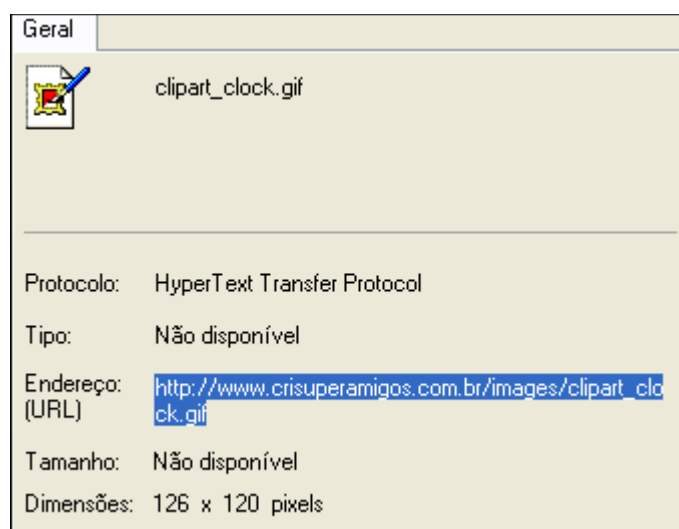 Geral
clipart_clock.gif
Protocolo: HyperText Transfer Protocol
Tipo: Não disponível
Endereço: http://www.crisuperamigos.com.br/images/clipart_clo
(URL) ck.gif
Tamanho: Não disponível
Dimensões: 126 x 120 pixels